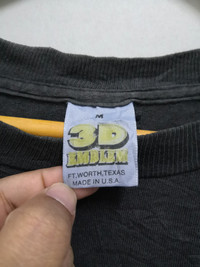 M
3D
EMBLEM
FT. WORTH, TEXAS
MADE IN U.S.A.